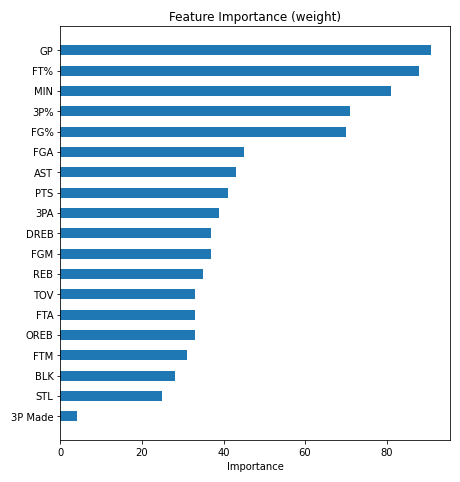 Feature Importance (weight)
GP
FT%
MIN
3P%
FG%
FGA
AST
PTS
3PA
DREB
FGM
REB
TOV
FTA
OREB
FTM
BLK
STL
3P Made
0 20 40 60 80
Importance